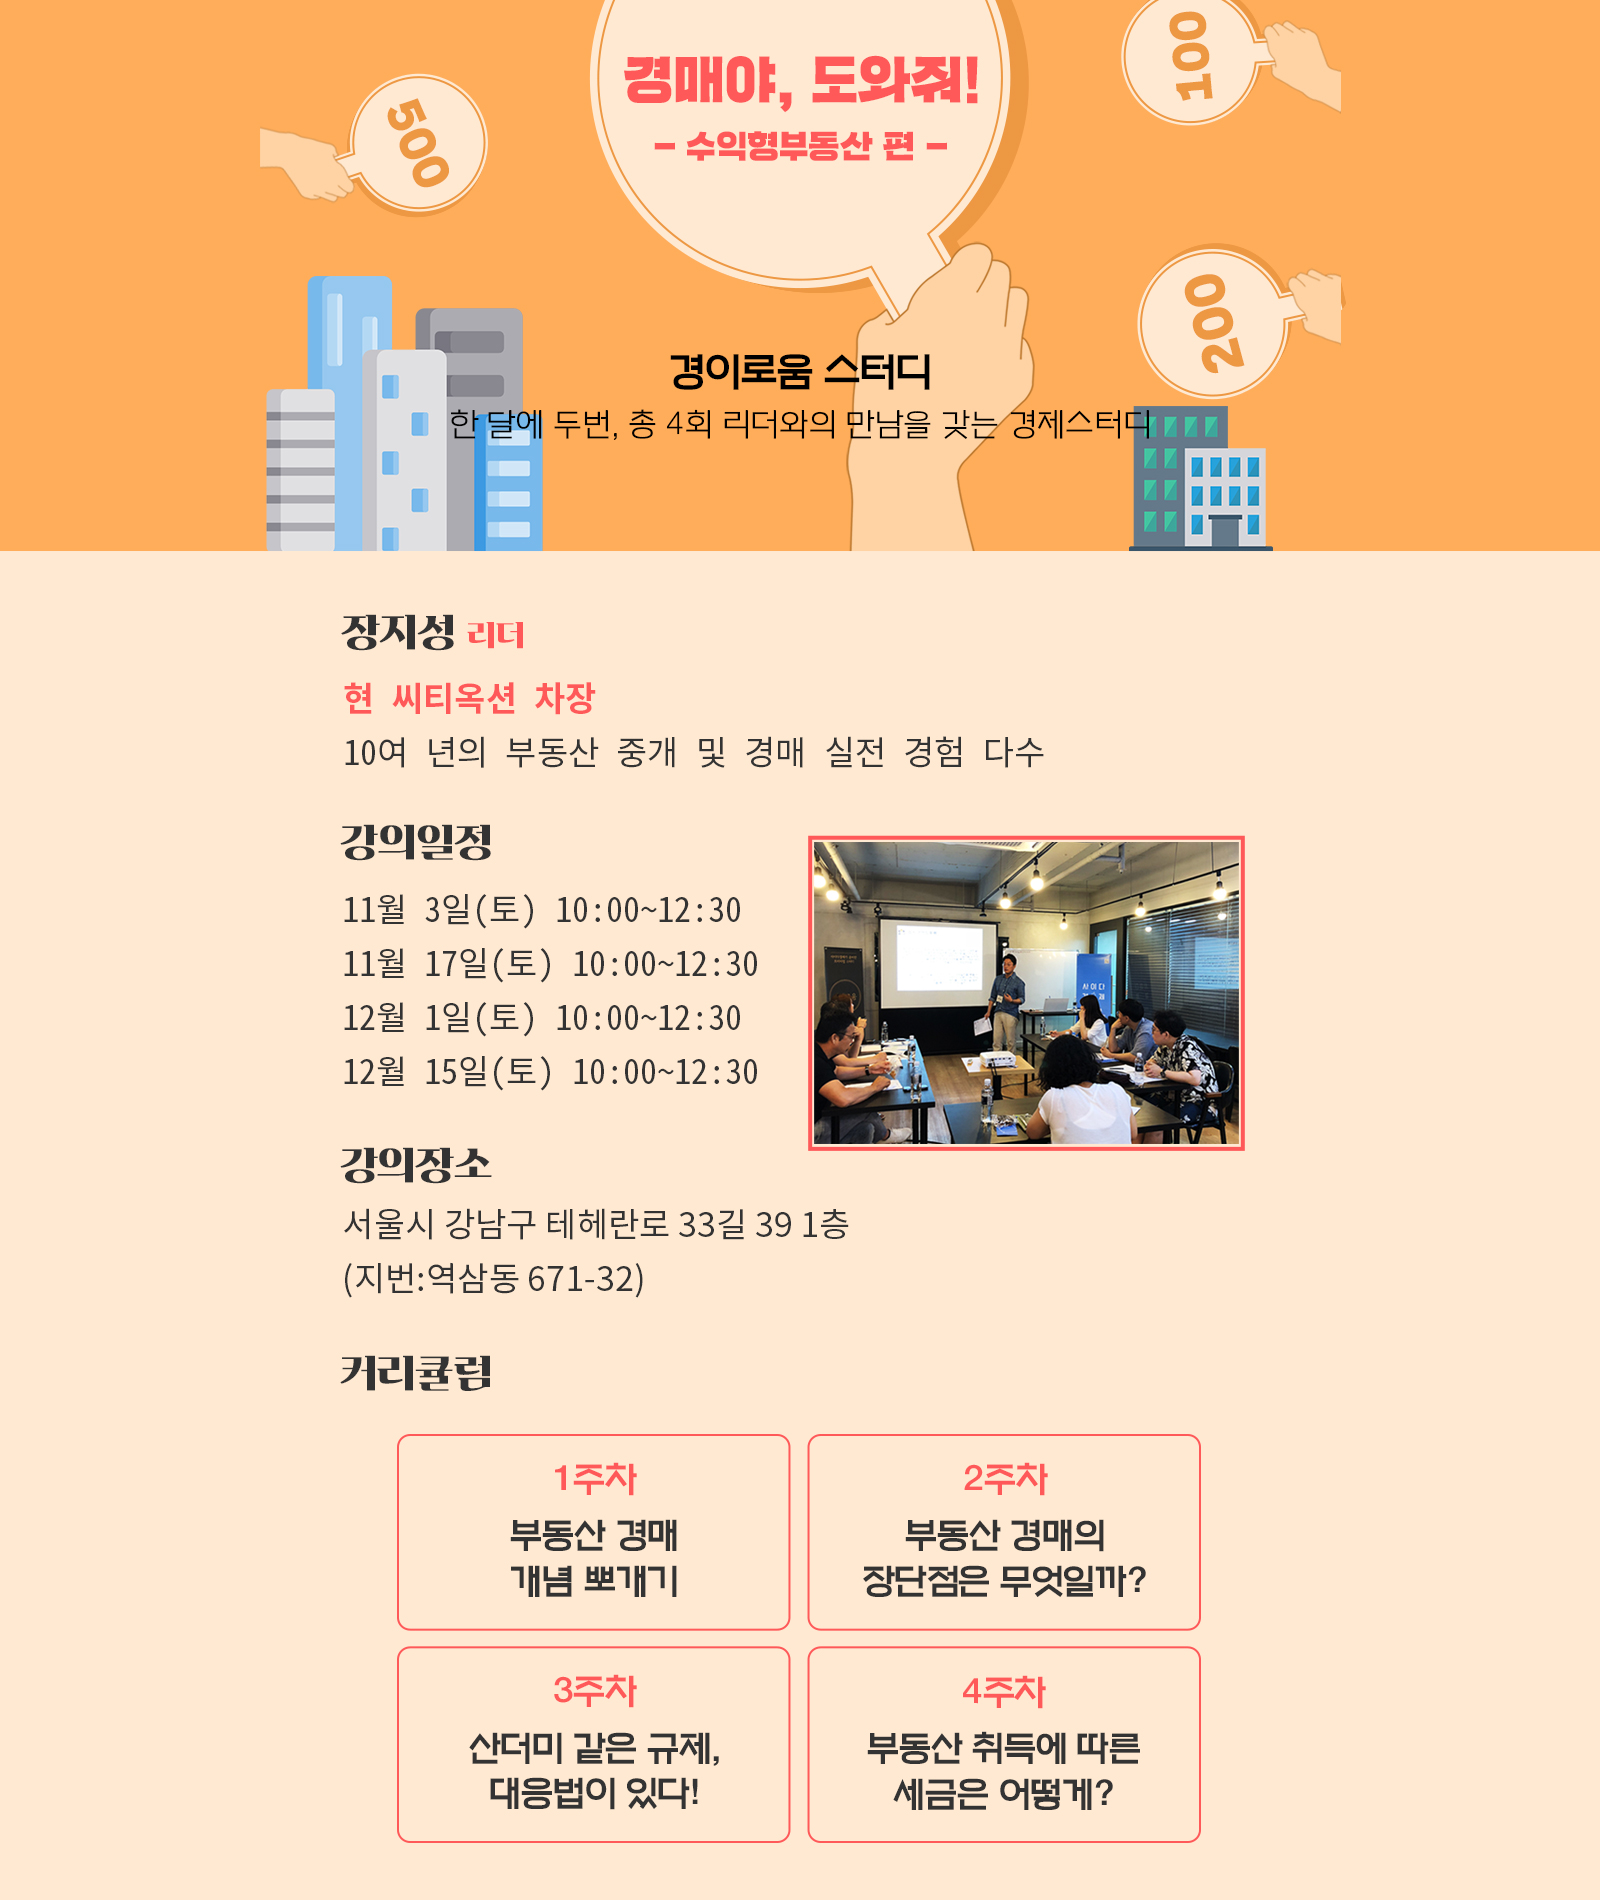 경매야, 도와줘!
- 수익형부동산 편 -
500
100
200
경이로움 스터디
한 달에 두번, 총 4회 리더와의 만남을 갖는 경제스터디
장지성 리더
현 씨티옥션 차장
10여 년의 부동산 중개 및 경매 실전 경험 다수
강의일정
11월 3일(토) 10:00~12:30
11월 17일(토) 10:00~12:30
12월 1일(토) 10:00~12:30
12월 15일(토) 10:00~12:30
사이다
강의장소
서울시 강남구 테헤란로 33길 39 1층
(지번:역삼동 671-32)
커리큘럼
1주차
부동산 경매
개념 뽀개기
2주차
부동산 경매의
장단점은 무엇일까?
3주차
산더미 같은 규제,
대응법이 있다!
4주차
부동산 취득에 따른
세금은 어떻게?